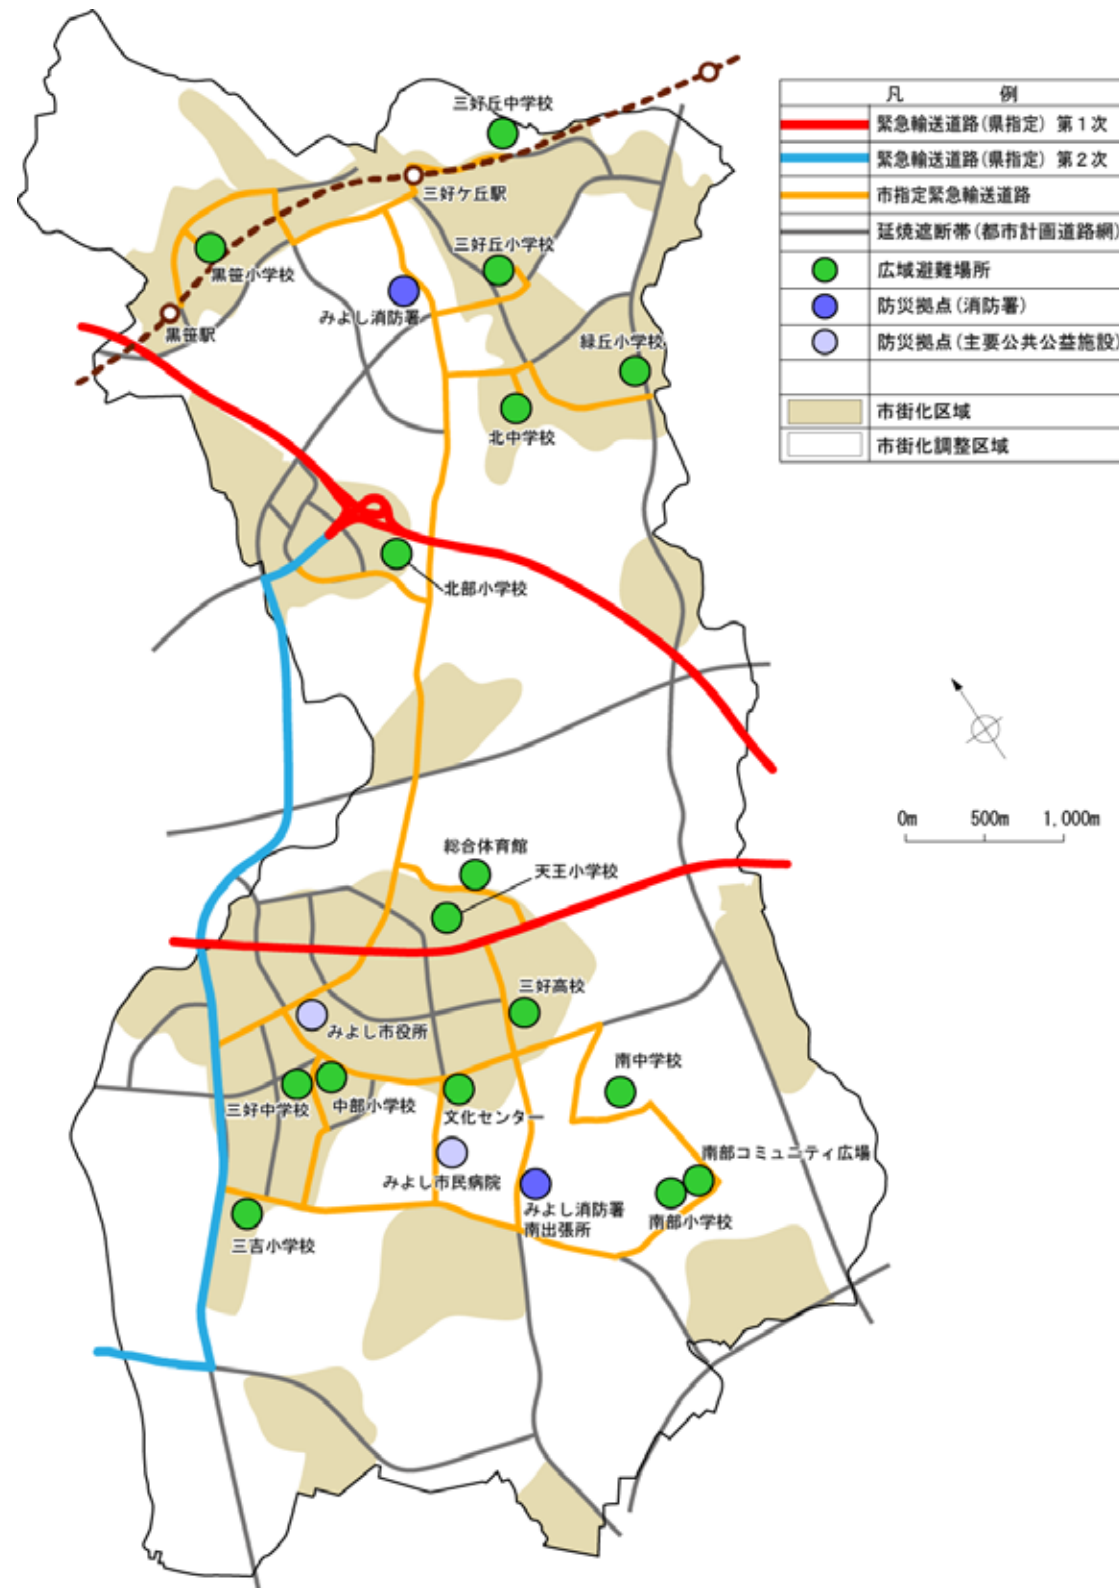 凡 例
緊急輸送道路(県指定) 第1次
緊急輸送道路(県指定) 第2次
市指定緊急輸送道路
延焼遮断帯(都市計画道路網)
広域避難場所
防災拠点(消防署)
防災拠点(主要公共公益施設)
市街化区域
市街化調整区域
三好丘中学校
三好ケ丘駅
三好丘小学校
黒笹小学校
みよし消防署
黒笹駅
緑丘小学校
北中学校
北部小学校
0m 500m 1,000m
総合体育館
天王小学校
三好高校
みよし市役所
南中学校
三好中学校
中部小学校
文化センター
南部コミュニティ広場
みよし市民病院
みよし消防署
南出張所
南部小学校
三吉小学校